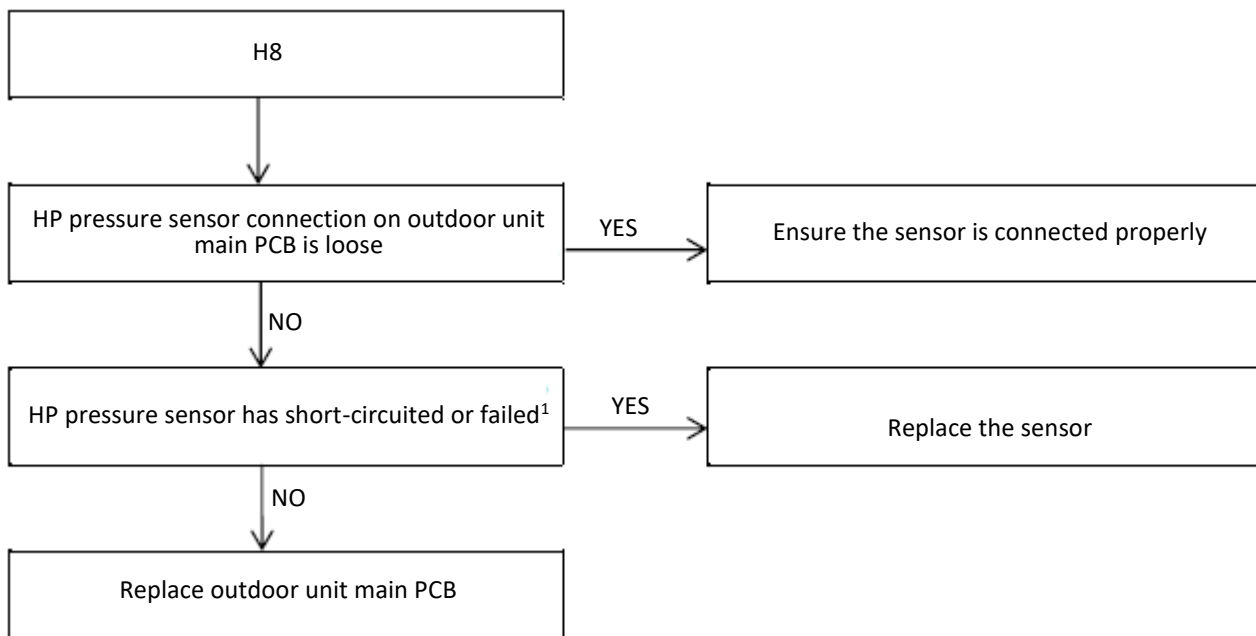 H8
HP pressure sensor connection on outdoor unit
main PCB is loose
YES
Ensure the sensor is connected properly
NO
HP pressure sensor has short-circuited or failed1
YES
Replace the sensor
NO
Replace outdoor unit main PCB